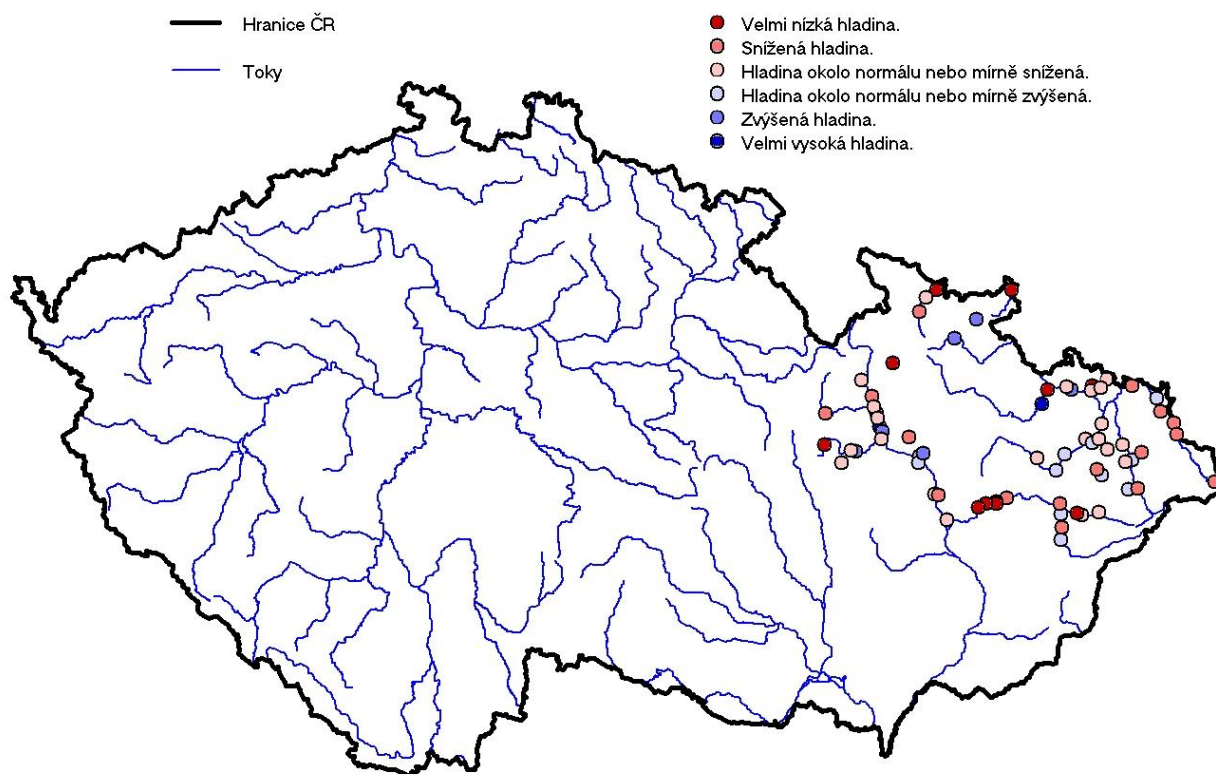 Hranice ČR
Toky
Velmi nízká hladina.
Snížená hladina.
Hladina okolo normálu nebo mírně snížená.
Hladina okolo normálu nebo mírně zvýšená.
Zvýšená hladina.
Velmi vysoká hladina.